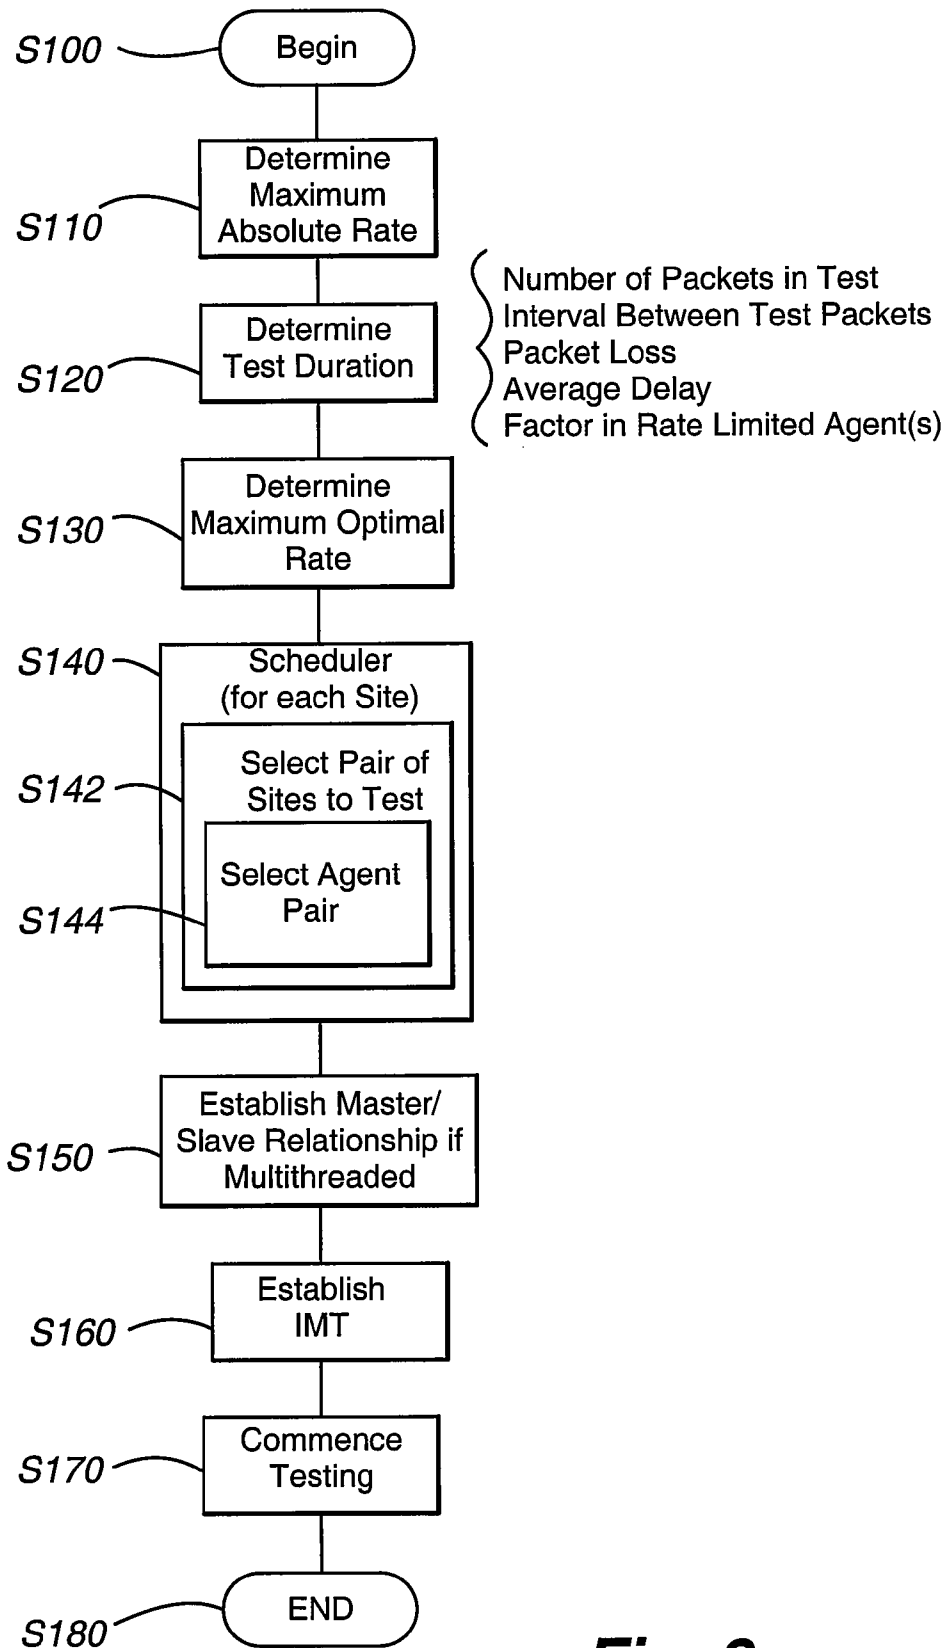 S100
Begin
S110
Determine
Maximum
Absolute Rate
S120
Determine
Test Duration
Number of Packets in Test
Interval Between Test Packets
Packet Loss
Average Delay
Factor in Rate Limited Agent(s)
S130
Determine
Maximum Optimal
Rate
S140
Scheduler
(for each Site)
S142
Select Pair of
Sites to Test
S144
Select Agent
Pair
S150
Establish Master/
Slave Relationship if
Multithreaded
S160
Establish
IMT
S170
Commence
Testing
S180
END